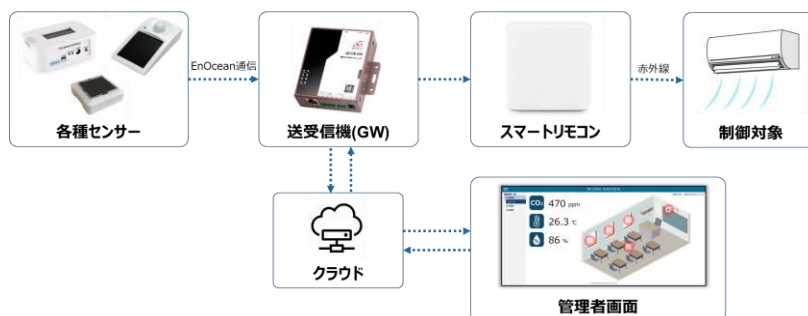 EnOcean通信
赤外線
各種センサー
送受信機(GW)
スマートリモコン
制御対象
クラウド
CO₂ 470 ppm
26.3 ℃
86 %
管理者画面